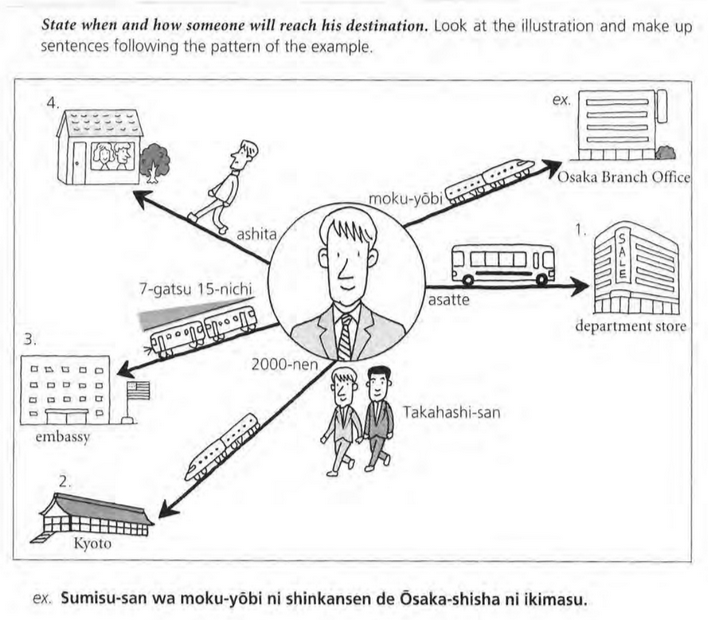 State when and how someone will reach his destination. Look at the illustration and make up
sentences following the pattern of the example.
4.
ex.
Osaka Branch Office
moku-yōbi
ashita
1.
SALE
asatte
department store
7-gatsu 15-nichi
3.
2000-nen
embassy
Takahashi-san
2.
Kyoto
ex. Sumisu-san wa moku-yōbi ni shinkansen de Ōsaka-shisha ni ikimasu.